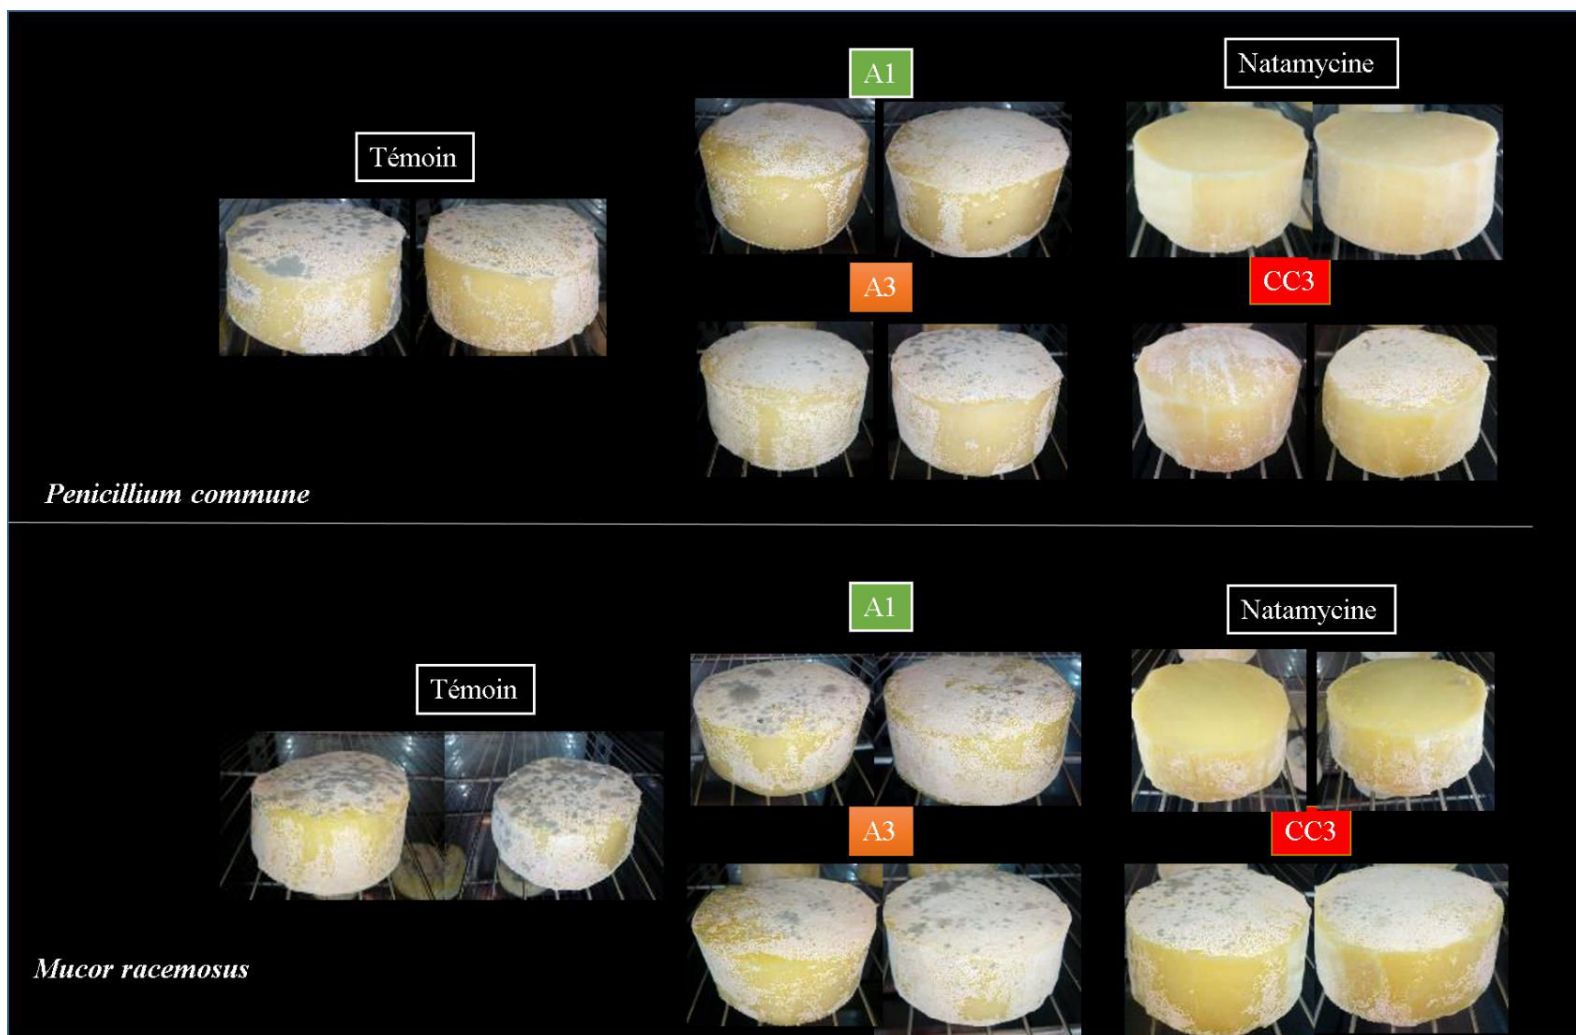 A1
Natamycine
Témoin
A3
CC3
Penicillium commune
A1
Natamycine
Témoin
A3
CC3
Mucor racemosus